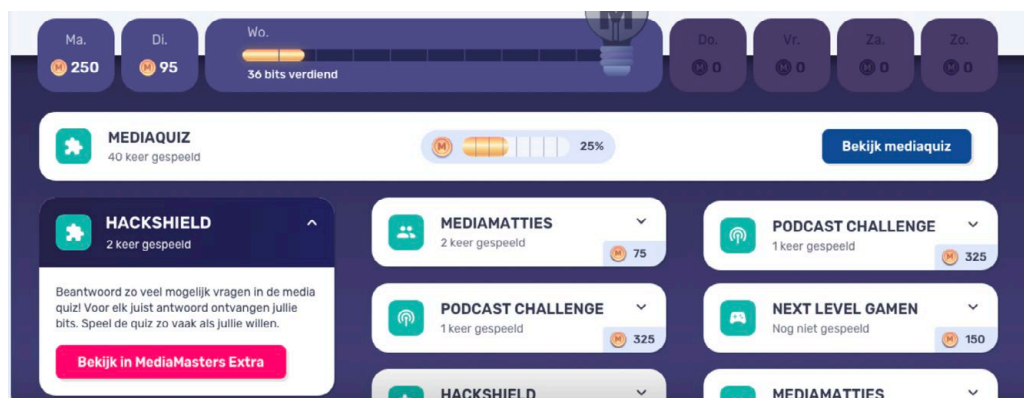 Ma.
250
Di.
95
Wo.
36 bits verdiend
Do.
0
Vr.
0
Za.
0
Zo.
0
MEDIAQUIZ
40 keer gespeeld
25%
Bekijk mediaquiz
HACKSHIELD
2 keer gespeeld
Beantwoord zo veel mogelijk vragen in de media
quiz! Voor elk juist antwoord ontvangen jullie
bits. Speel de quiz zo vaak als jullie willen.
Bekijk in MediaMasters Extra
MEDIAMATTIES
2 keer gespeeld
75
PODCAST CHALLENGE
1 keer gespeeld
325
PODCAST CHALLENGE
1 keer gespeeld
325
NEXT LEVEL GAMEN
Nog niet gespeeld
150
HACKSHIELD
MEDIAMATTIES